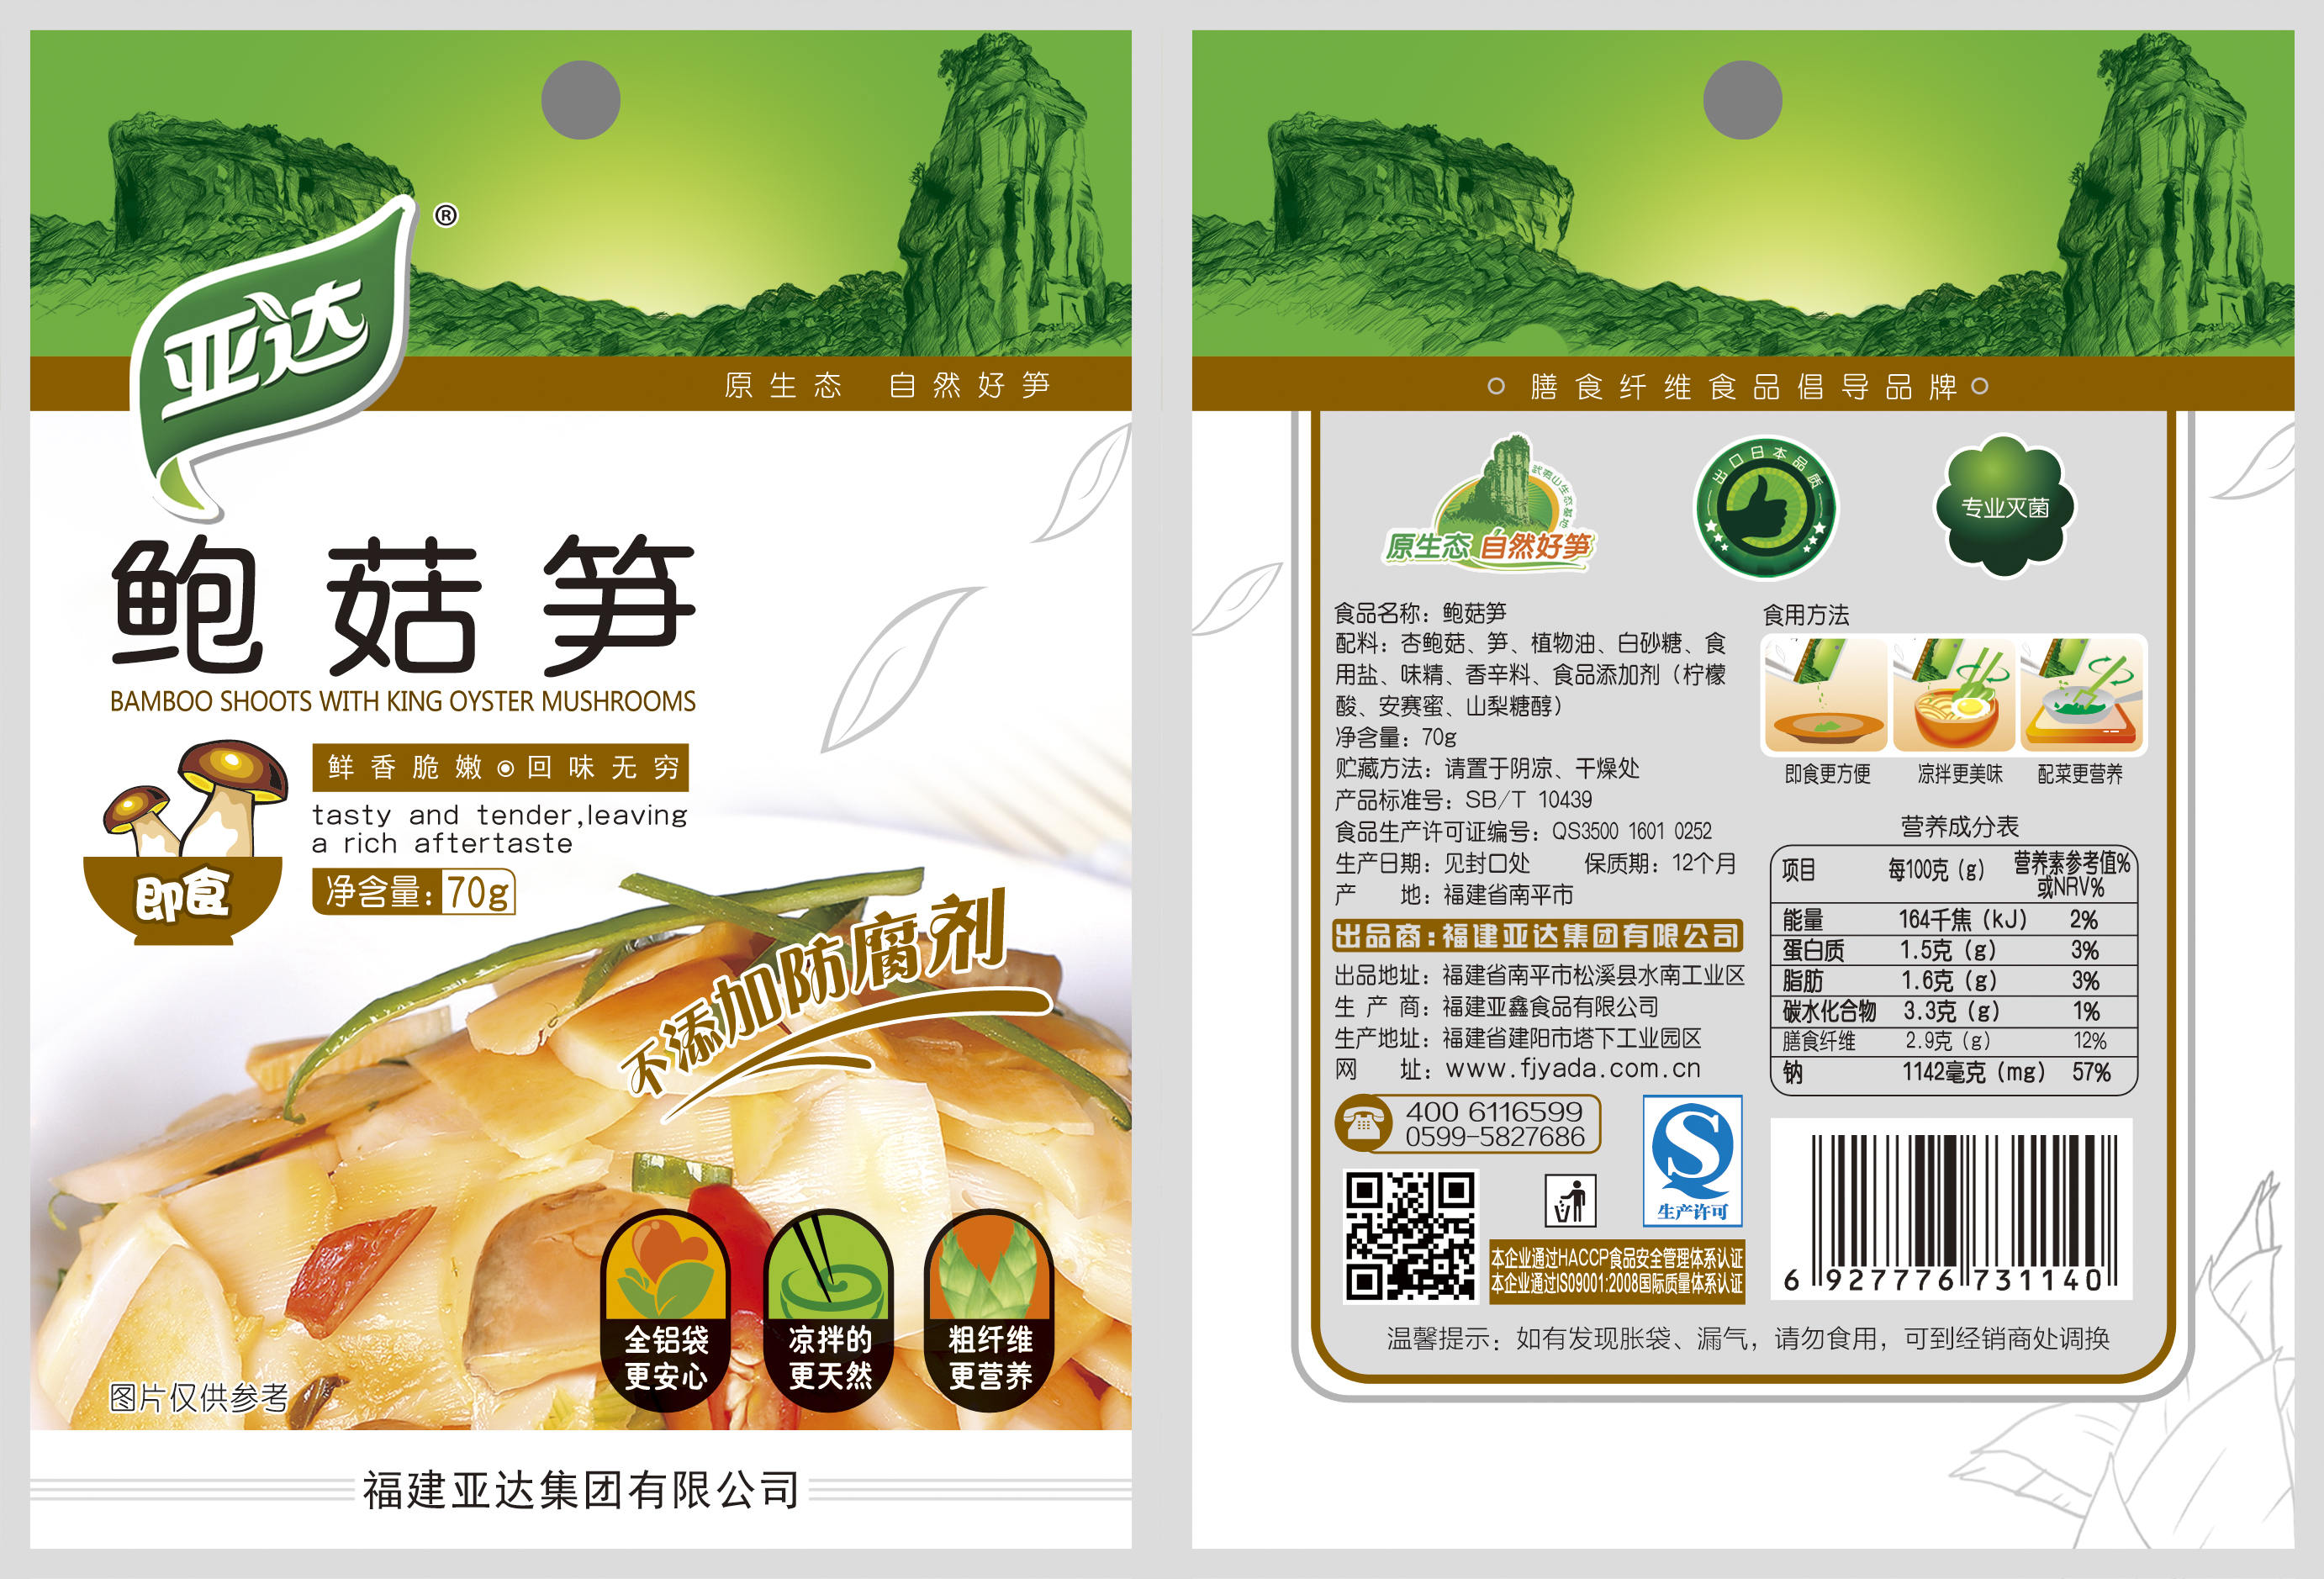 亚达
®
原生态 自然好笋
鲍菇笋
BAMBOO SHOOTS WITH KING OYSTER MUSHROOMS
鲜香脆嫩◉回味无穷
tasty and tender,leaving
a rich aftertaste
即食
净含量：70g
不添加防腐剂
全铝袋
更安心
凉拌的
更天然
粗纤维
更营养
图片仅供参考
福建亚达集团有限公司
膳食纤维食品倡导品牌
武夷山生态基地
原生态 自然好笋
出口日本品质
专业灭菌
食品名称：鲍菇笋
配料：杏鲍菇、笋、植物油、白砂糖、食
用盐、味精、香辛料、食品添加剂（柠檬
酸、安赛蜜、山梨糖醇）
净含量：70g
贮藏方法：请置于阴凉、干燥处
产品标准号：SB/T 10439
食品生产许可证编号：QS3500 1601 0252
生产日期：见封口处 保质期：12个月
产 地：福建省南平市
出品商：福建亚达集团有限公司
出品地址：福建省南平市松溪县水南工业区
生 产 商：福建亚鑫食品有限公司
生产地址：福建省建阳市塔下工业园区
网 址：www.fjyada.com.cn
400 6116599
0599-5827686
生产许可
本企业通过HACCP食品安全管理体系认证
本企业通过ISO9001:2008国际质量体系认证
食用方法
即食更方便 凉拌更美味 配菜更营养
营养成分表
项目 每100克（g） 营养素参考值%
或NRV%
能量 164千焦（kJ） 2%
蛋白质 1.5克（g） 3%
脂肪 1.6克（g） 3%
碳水化合物 3.3克（g） 1%
膳食纤维 2.9克（g） 12%
钠 1142毫克（mg） 57%
6 927776 731140
温馨提示：如有发现胀袋、漏气，请勿食用，可到经销商处调换